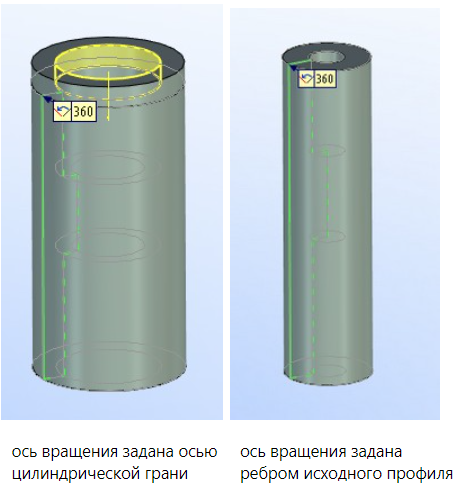 360
360
ось вращения задана осью
цилиндрической грани
ось вращения задана
ребром исходного профиля